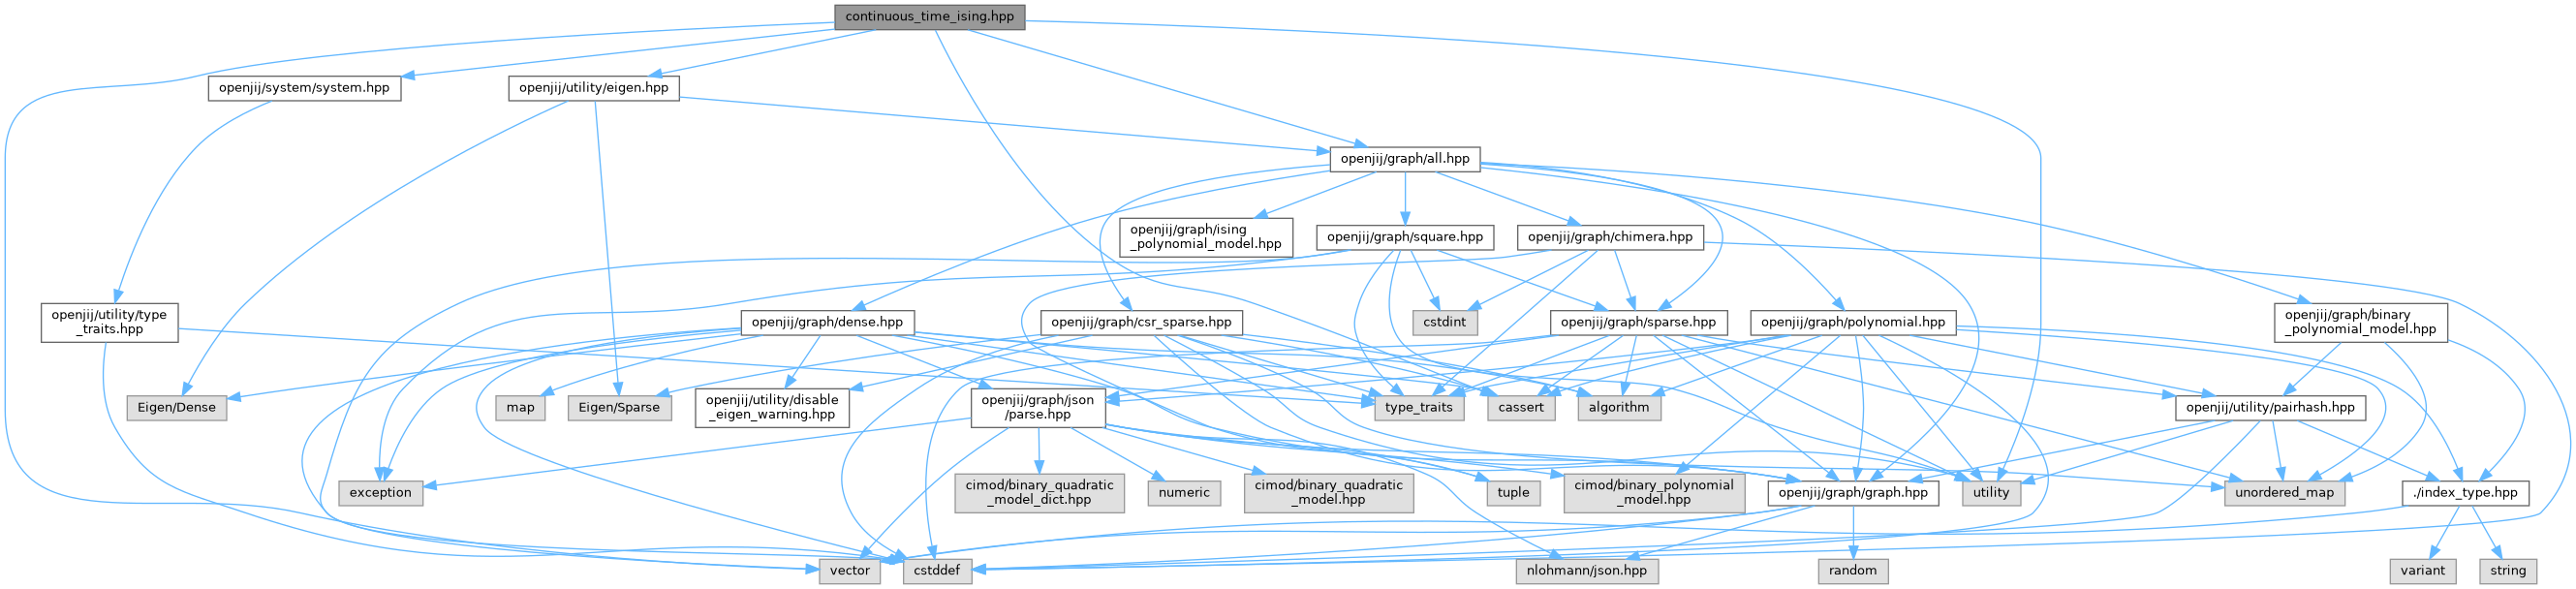 continuous_time_ising.hpp
openjij/system/system.hpp
openjij/utility/eigen.hpp
openjij/graph/all.hpp
openjij/graph/ising
_polynomial_model.hpp
openjij/graph/square.hpp
openjij/graph/chimera.hpp
openjij/utility/type
_traits.hpp
openjij/graph/dense.hpp
openjij/graph/csr_sparse.hpp
cstdint
openjij/graph/sparse.hpp
openjij/graph/polynomial.hpp
openjij/graph/binary
_polynomial_model.hpp
Eigen/Dense
map
Eigen/Sparse
openjij/utility/disable
_eigen_warning.hpp
openjij/graph/json
/parse.hpp
type_traits
cassert
algorithm
openjij/utility/pairhash.hpp
exception
cimod/binary_quadratic
_model_dict.hpp
numeric
cimod/binary_quadratic
_model.hpp
tuple
cimod/binary_polynomial
_model.hpp
openjij/graph/graph.hpp
utility
unordered_map
./index_type.hpp
vector
cstddef
nlohmann/json.hpp
random
variant
string